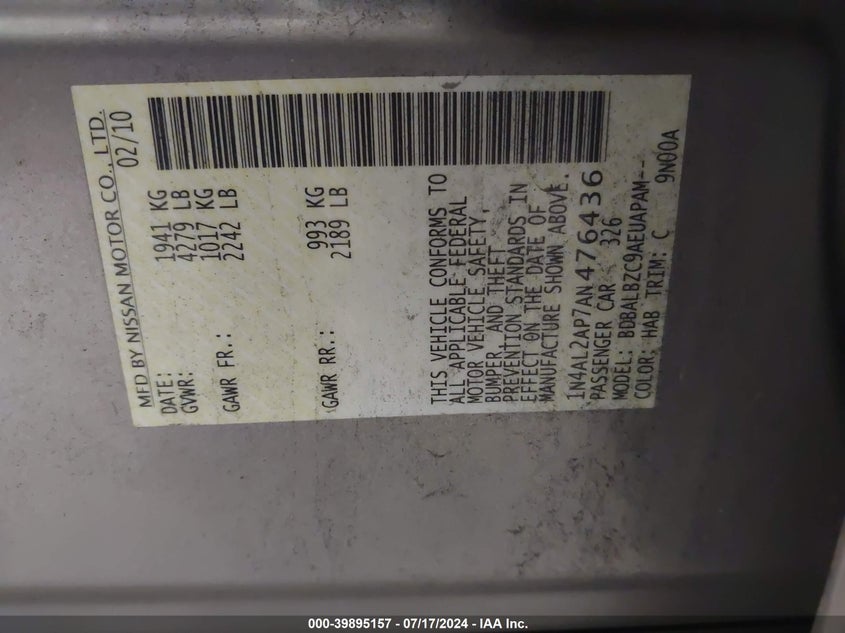 MFD BY NISSAN MOTOR CO., LTD.
DATE: 02/10
GVWR: 1941 KG
4279 LB
GAWR FR.: 1017 KG
2242 LB
GAWR RR.: 993 KG
2189 LB
THIS VEHICLE CONFORMS TO
ALL APPLICABLE FEDERAL
MOTOR VEHICLE SAFETY,
BUMPER, AND THEFT
PREVENTION STANDARDS IN
EFFECT ON THE DATE OF
MANUFACTURE SHOWN ABOVE.
1N4AL2AP7AN476436
PASSENGER CAR 326
MODEL: BDBALBZC9AEUAPAM--
COLOR: HAB TRIM: C 9N00A
000-39895157 - 07/17/2024 - IAA Inc.